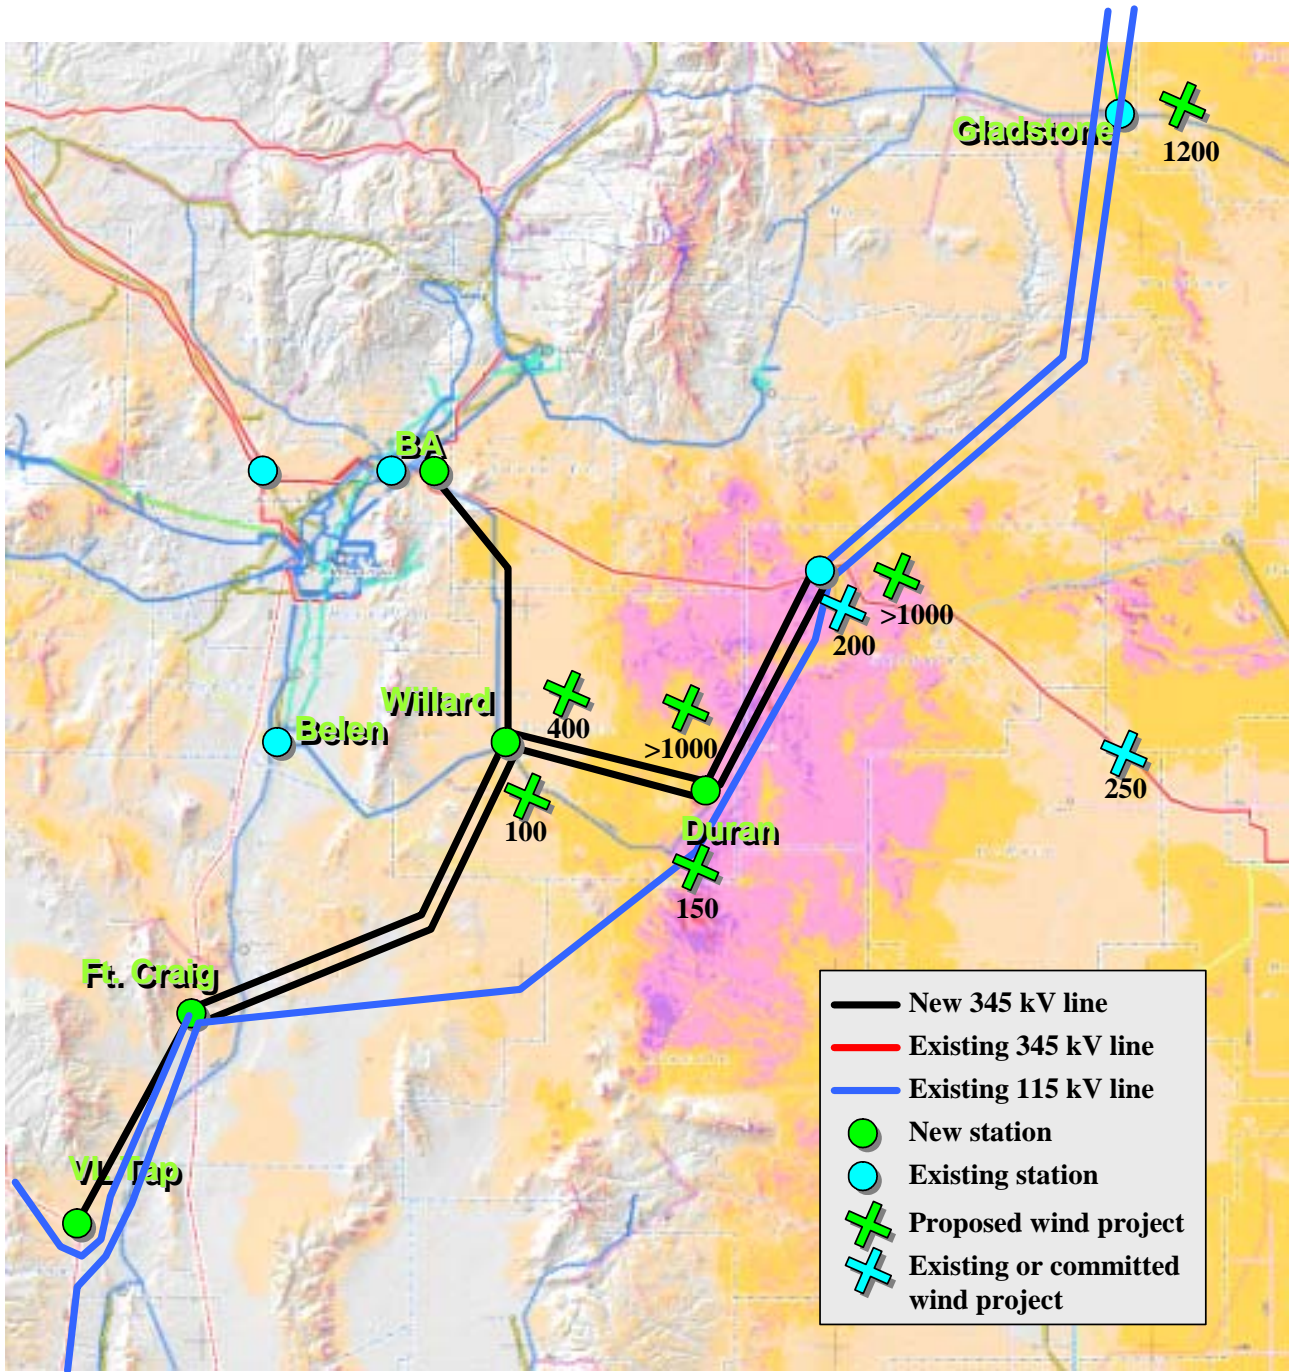 Gladstone
1200
BA
>1000
200
Willard
400
Belen
>1000
250
100
Duran
150
Ft. Craig
VL Tap
New 345 kV line
Existing 345 kV line
Existing 115 kV line
New station
Existing station
Proposed wind project
Existing or committed
wind project